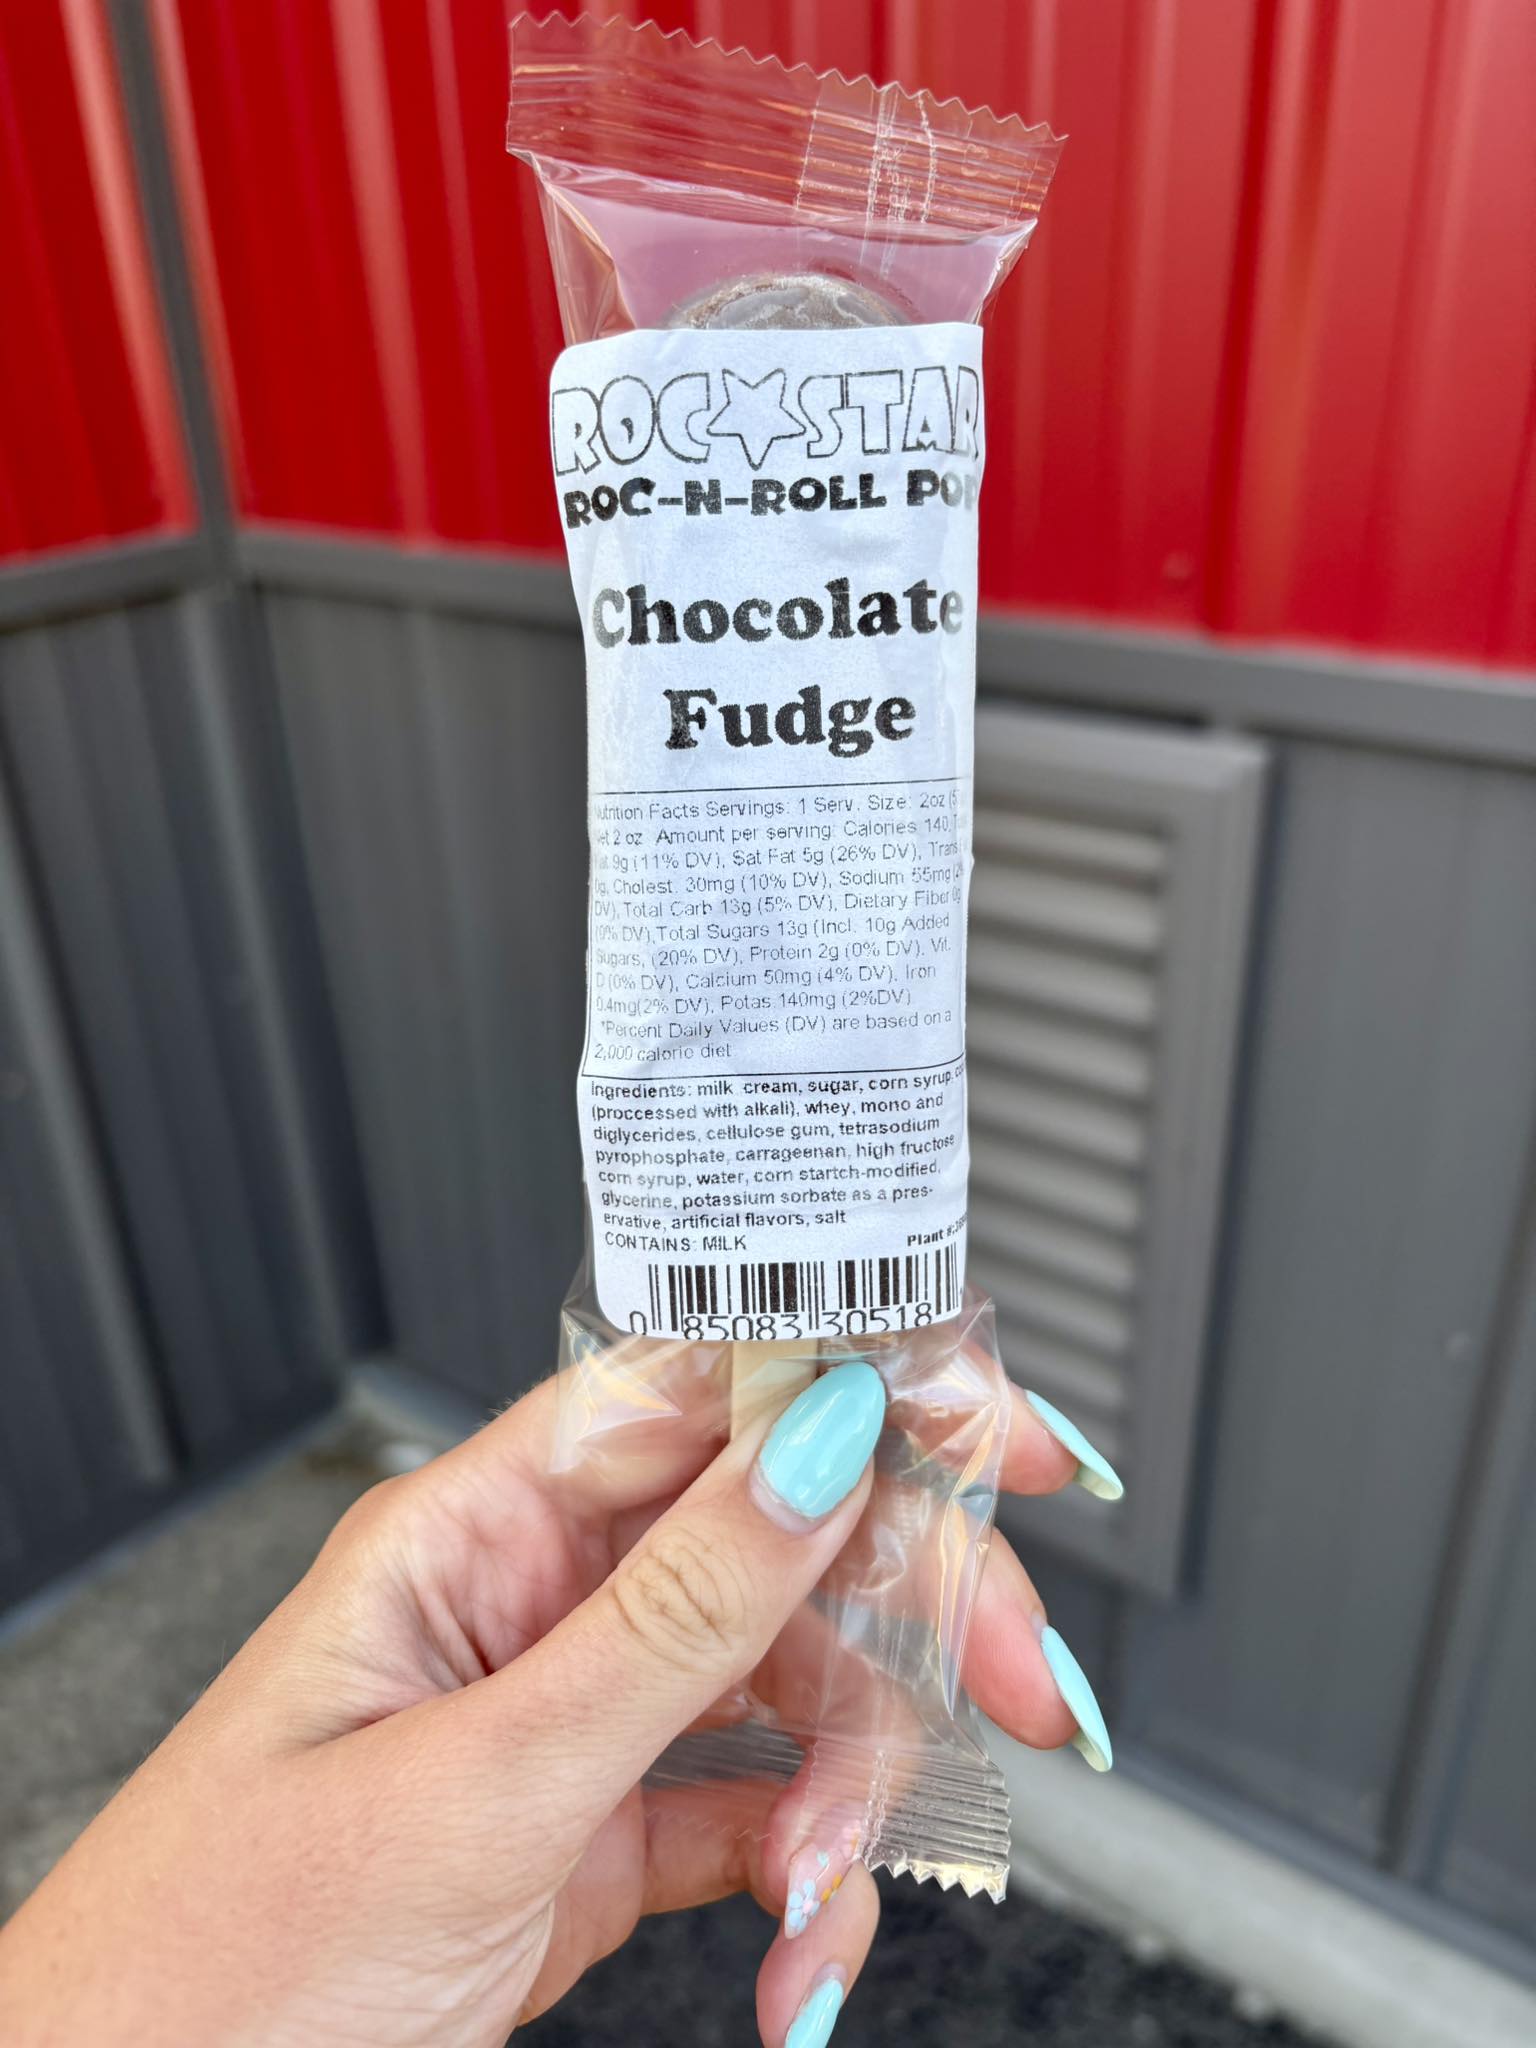 ROC★STAR
ROC-N-ROLL POP
Chocolate
Fudge
Nutrition Facts Servings: 1 Serv. Size: 2oz
Net 2 oz Amount per serving: Calories 140,
Fat 9g (11% DV), Sat Fat 5g (26% DV), Trans
0g, Cholest. 30mg (10% DV), Sodium 55mg (2%
DV), Total Carb 13g (5% DV), Dietary Fiber 0g
(0% DV), Total Sugars 13g (Incl. 10g Added
Sugars, (20% DV), Protein 2g (0% DV), Vit.
D (0% DV), Calcium 50mg (4% DV), Iron
0.4mg(2% DV), Potas.140mg (2%DV)
*Percent Daily Values (DV) are based on a
2,000 calorie diet
Ingredients: milk cream, sugar, corn syrup,
(proccessed with alkali), whey, mono and
diglycerides, cellulose gum, tetrasodium
pyrophosphate, carrageenan, high fructose
corn syrup, water, corn startch-modified,
glycerine, potassium sorbate as a pres-
ervative, artificial flavors, salt
CONTAINS: MILK
Plant #:
0 85083 30518